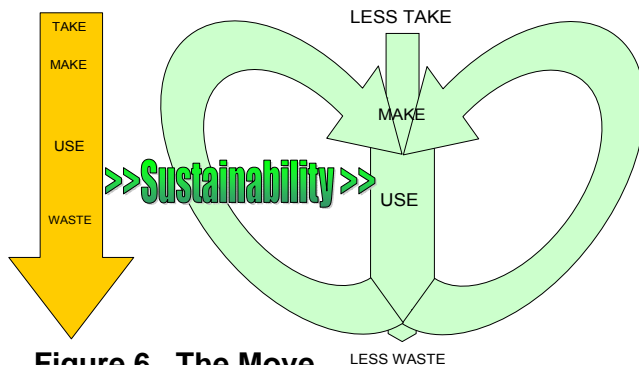 TAKE
MAKE
USE
WASTE
>>Sustainability>>
LESS TAKE
MAKE
USE
LESS WASTE
Figure 6 The Move